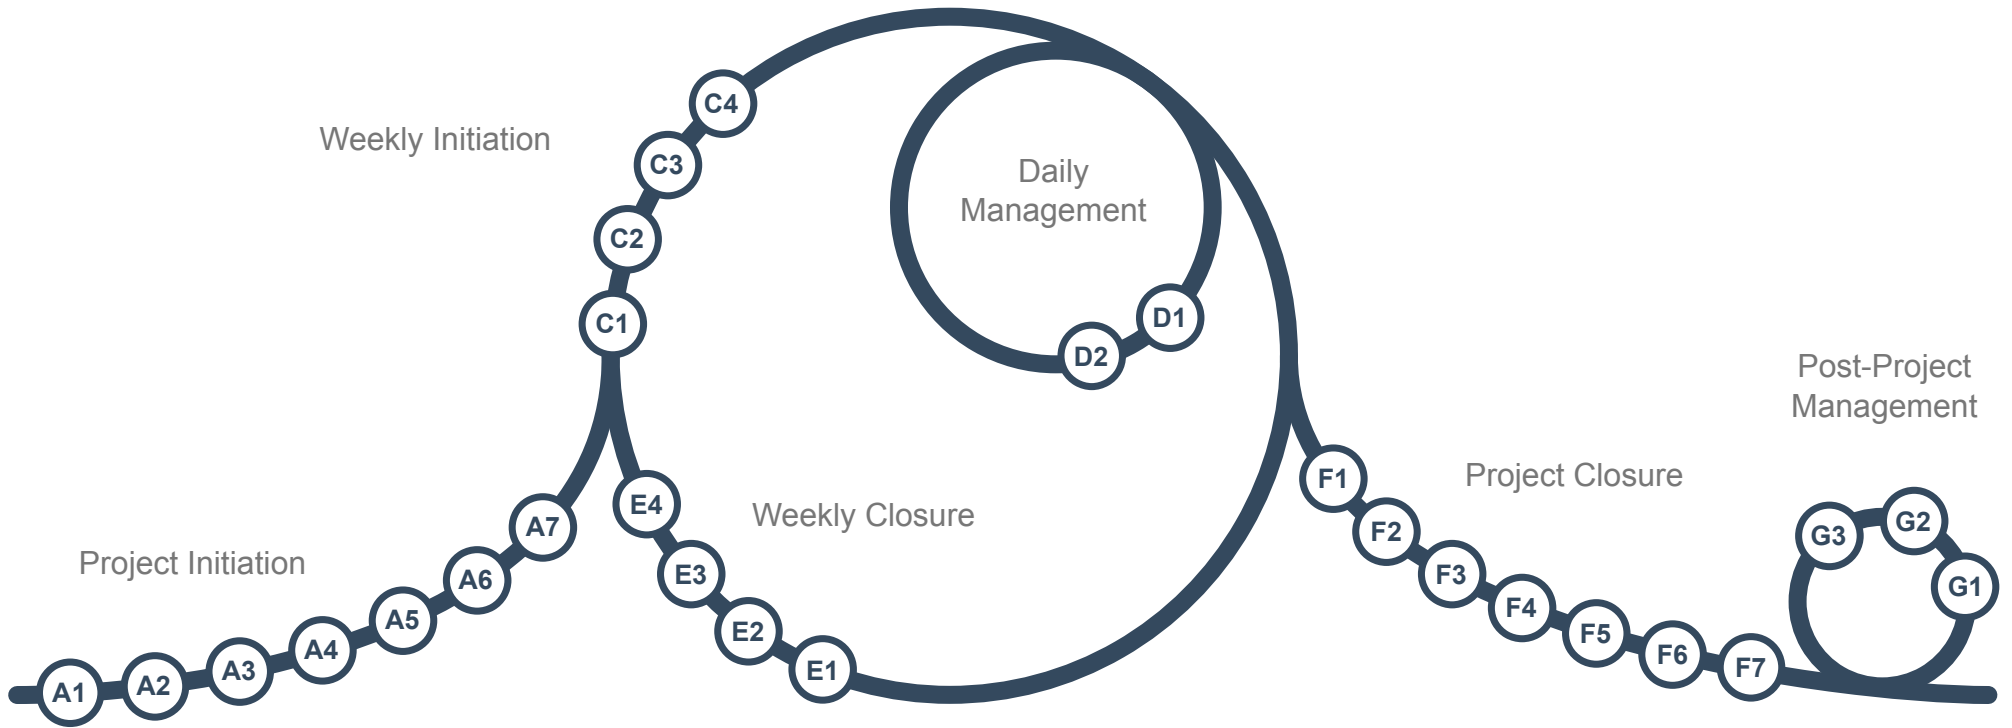 Project Initiation
A1
A2
A3
A4
A5
A6
A7
Weekly Initiation
C1
C2
C3
C4
Daily
Management
D1
D2
Weekly Closure
E1
E2
E3
E4
Project Closure
F1
F2
F3
F4
F5
F6
F7
Post-Project
Management
G1
G2
G3